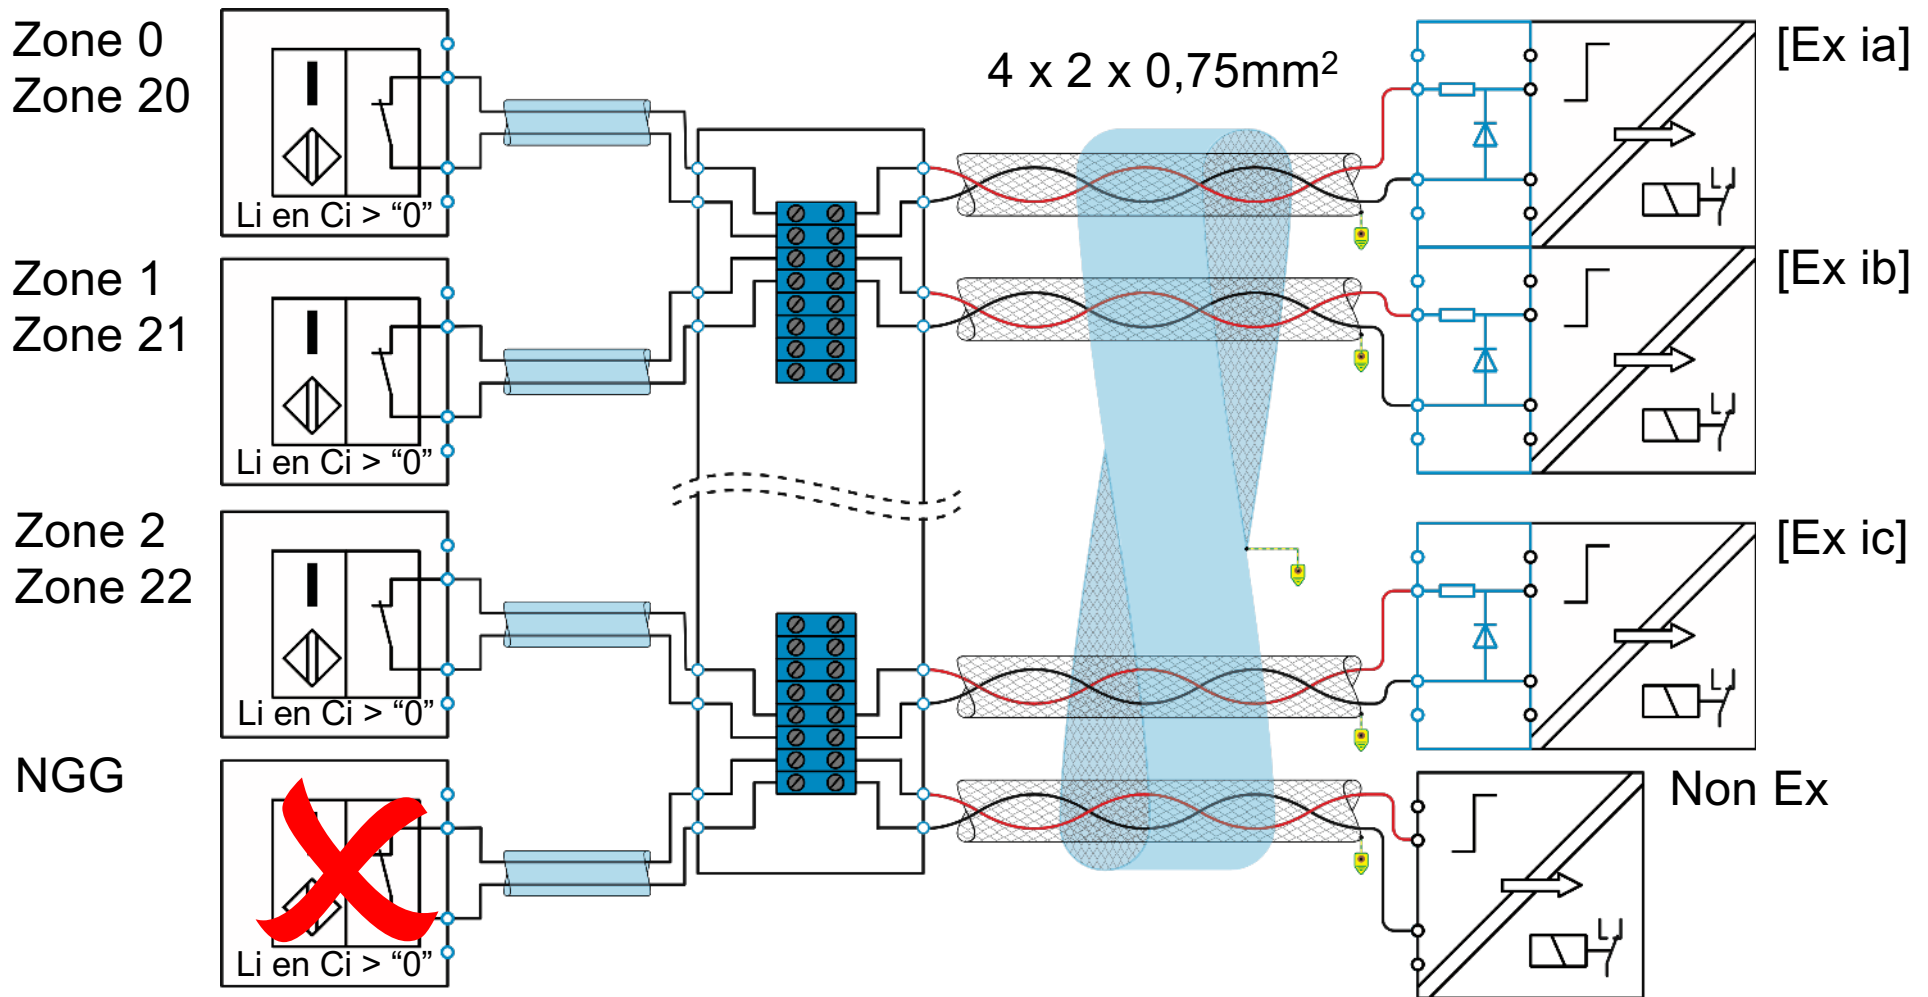 Zone 0
Zone 20
Li en Ci > “0”
4 x 2 x 0,75mm²
[Ex ia]
Zone 1
Zone 21
Li en Ci > “0”
[Ex ib]
Zone 2
Zone 22
Li en Ci > “0”
[Ex ic]
NGG
Li en Ci > “0”
Non Ex